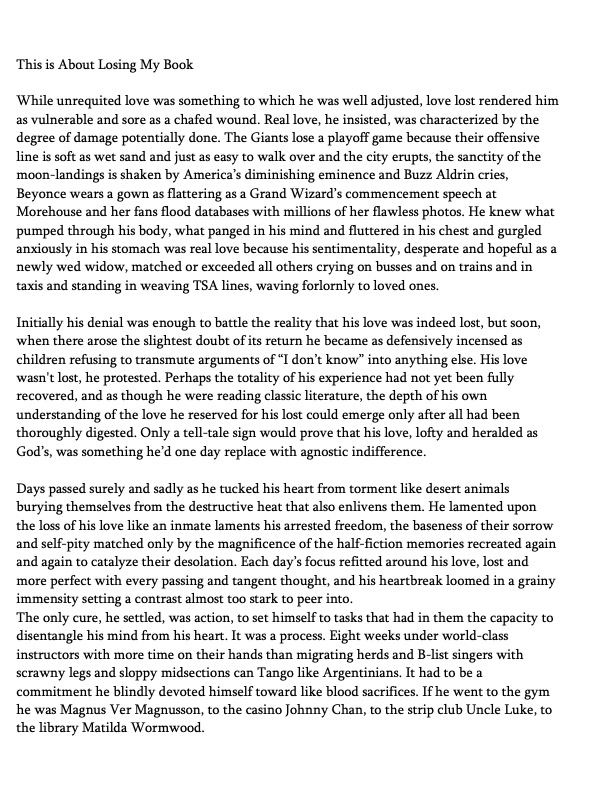 This is About Losing My Book
While unrequited love was something to which he was well adjusted, love lost rendered him
as vulnerable and sore as a chafed wound. Real love, he insisted, was characterized by the
degree of damage potentially done. The Giants lose a playoff game because their offensive
line is soft as wet sand and just as easy to walk over and the city erupts, the sanctity of the
moon-landings is shaken by America's diminishing eminence and Buzz Aldrin cries,
Beyonce wears a gown as flattering as a Grand Wizard's commencement speech at
Morehouse and her fans flood databases with millions of her flawless photos. He knew what
pumped through his body, what panged in his mind and fluttered in his chest and gurgled
anxiously in his stomach was real love because his sentimentality, desperate and hopeful as a
newly wed widow, matched or exceeded all others crying on busses and on trains and in
taxis and standing in weaving TSA lines, waving forlornly to loved ones.
Initially his denial was enough to battle the reality that his love was indeed lost, but soon,
when there arose the slightest doubt of its return he became as defensively incensed as
children refusing to transmute arguments of “I don't know” into anything else. His love
wasn't lost, he protested. Perhaps the totality of his experience had not yet been fully
recovered, and as though he were reading classic literature, the depth of his own
understanding of the love he reserved for his lost could emerge only after all had been
thoroughly digested. Only a tell-tale sign would prove that his love, lofty and heralded as
God's, was something he'd one day replace with agnostic indifference.
Days passed surely and sadly as he tucked his heart from torment like desert animals
burying themselves from the destructive heat that also enlivens them. He lamented upon
the loss of his love like an inmate laments his arrested freedom, the baseness of their sorrow
and self-pity matched only by the magnificence of the half-fiction memories recreated again
and again to catalyze their desolation. Each day's focus refitted around his love, lost and
more perfect with every passing and tangent thought, and his heartbreak loomed in a grainy
immensity setting a contrast almost too stark to peer into.
The only cure, he settled, was action, to set himself to tasks that had in them the capacity to
disentangle his mind from his heart. It was a process. Eight weeks under world-class
instructors with more time on their hands than migrating herds and B-list singers with
scrawny legs and sloppy midsections can Tango like Argentinians. It had to be a
commitment he blindly devoted himself toward like blood sacrifices. If he went to the gym
he was Magnus Ver Magnusson, to the casino Johnny Chan, to the strip club Uncle Luke, to
the library Matilda Wormwood.